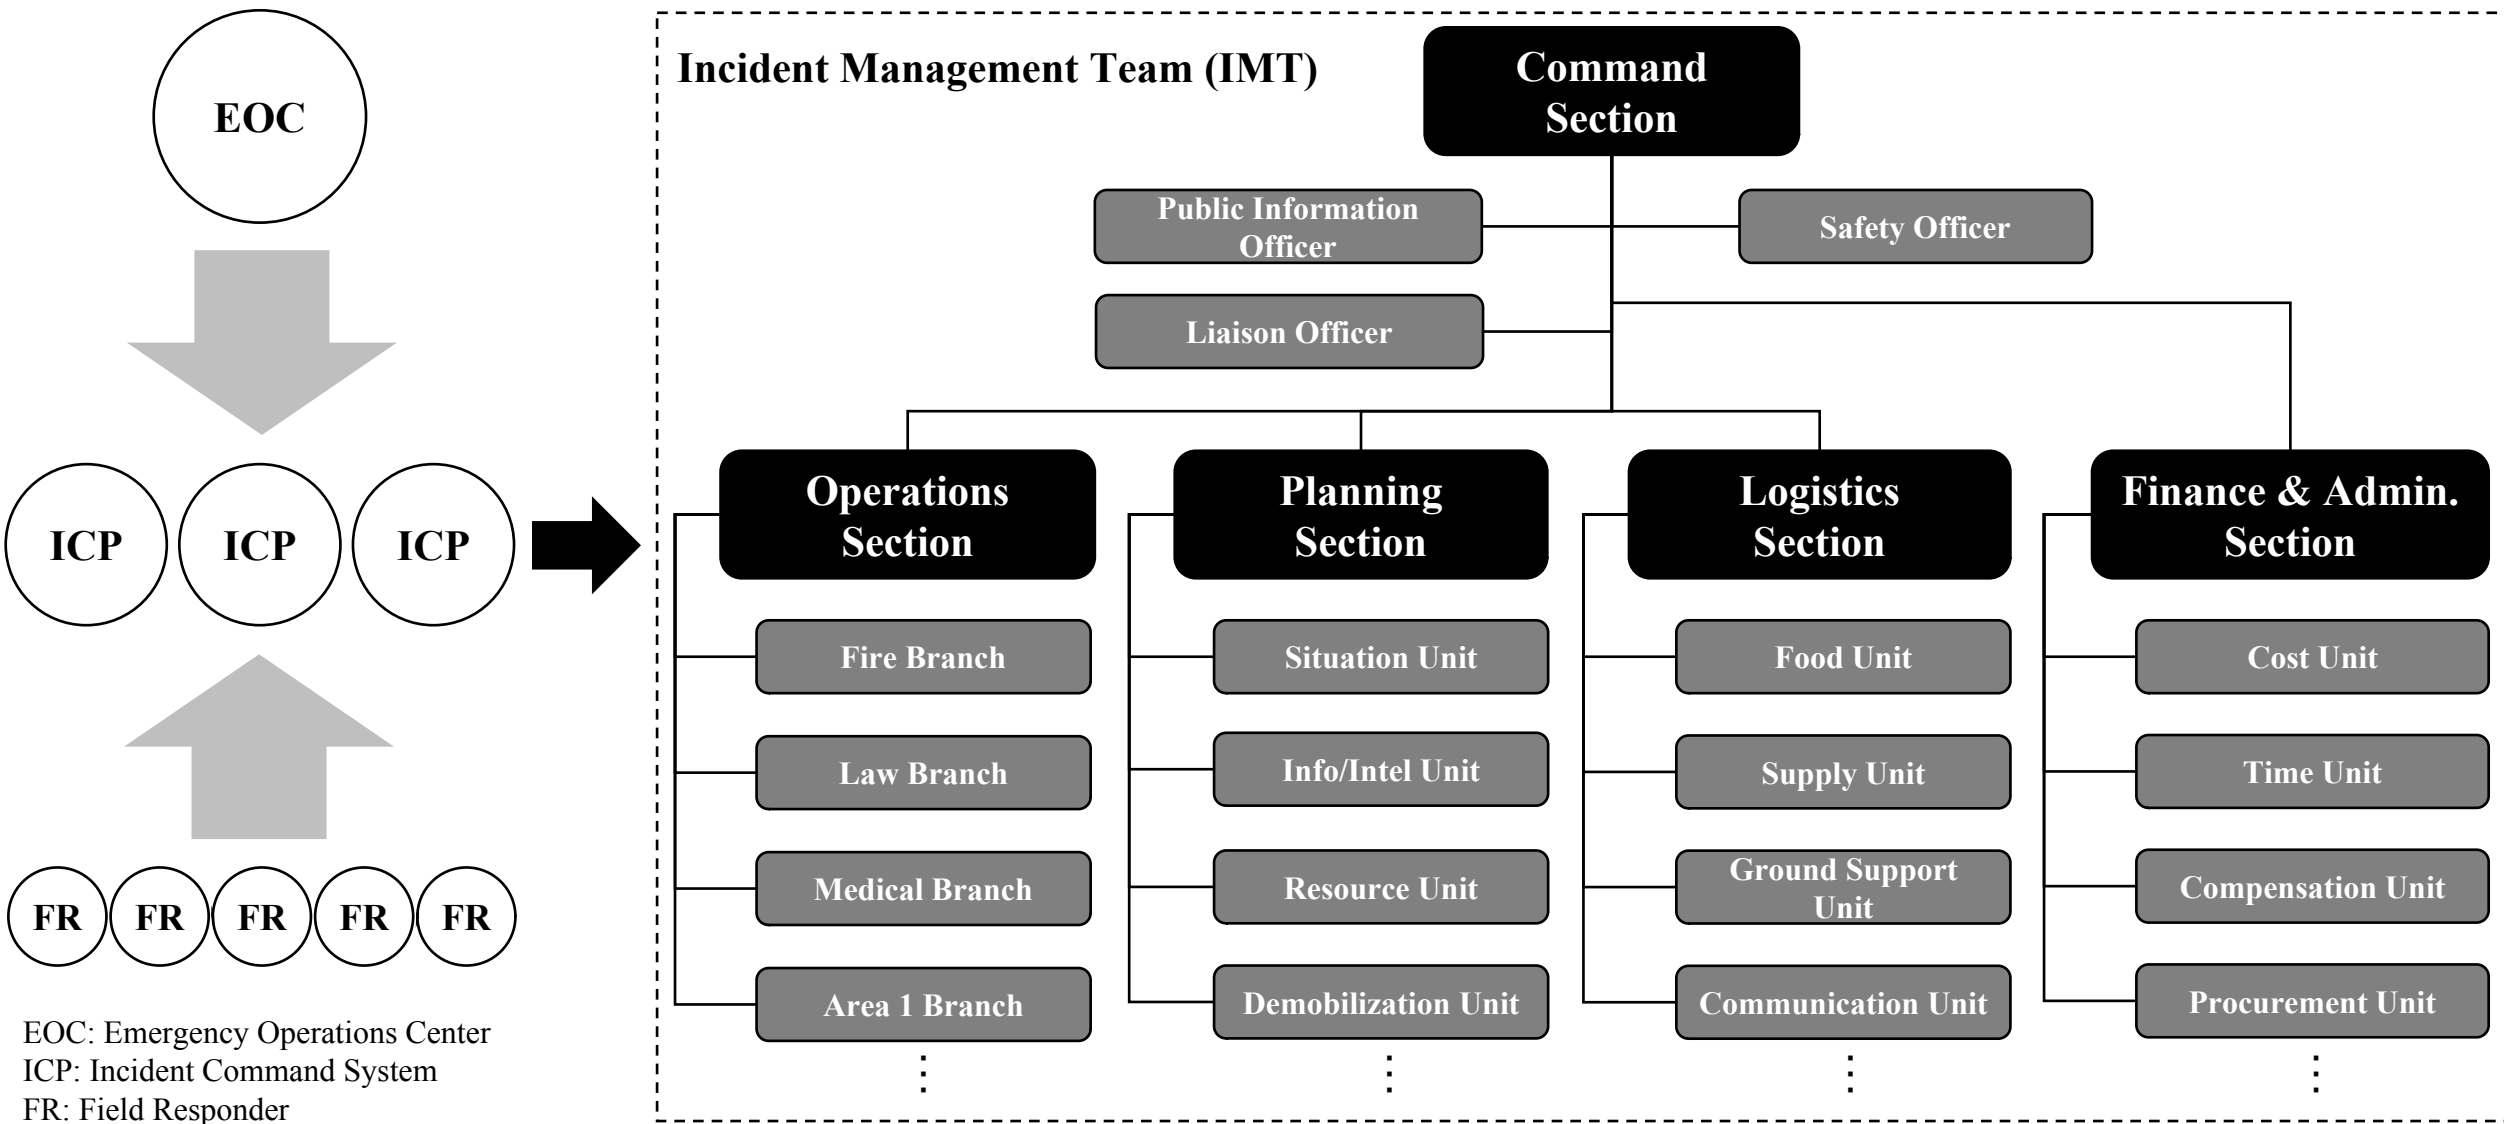 EOC
ICP
ICP
ICP
FR
FR
FR
FR
FR
EOC: Emergency Operations Center
ICP: Incident Command System
FR: Field Responder
Incident Management Team (IMT)
Command
Section
Public Information
Officer
Safety Officer
Liaison Officer
Operations
Section
Fire Branch
Law Branch
Medical Branch
Area 1 Branch
⋮
Planning
Section
Situation Unit
Info/Intel Unit
Resource Unit
Demobilization Unit
⋮
Logistics
Section
Food Unit
Supply Unit
Ground Support
Unit
Communication Unit
⋮
Finance & Admin.
Section
Cost Unit
Time Unit
Compensation Unit
Procurement Unit
⋮